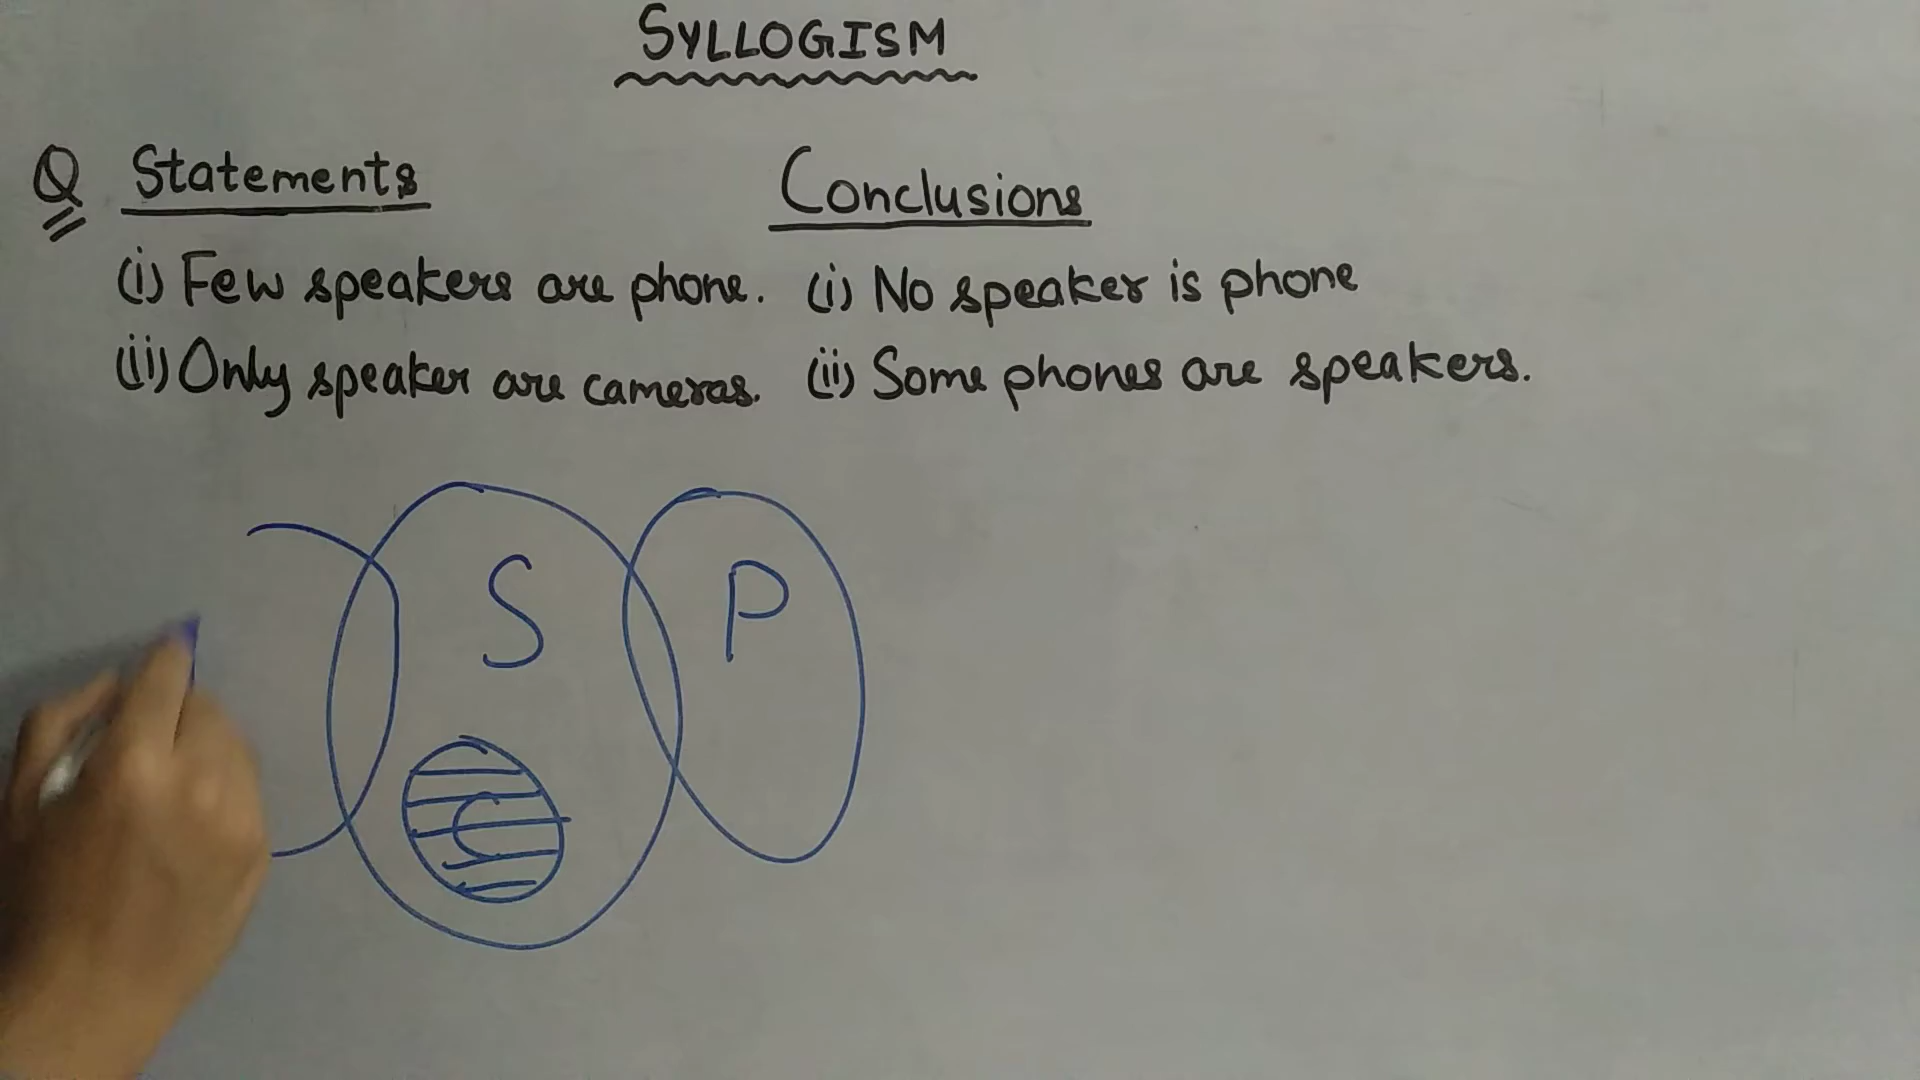 SYLLOGISM
Q Statements
(i) Few speakers are phone.
(ii) Only speaker are cameras.
Conclusions
(i) No speaker is phone
(ii) Some phones are speakers.
S
P
C